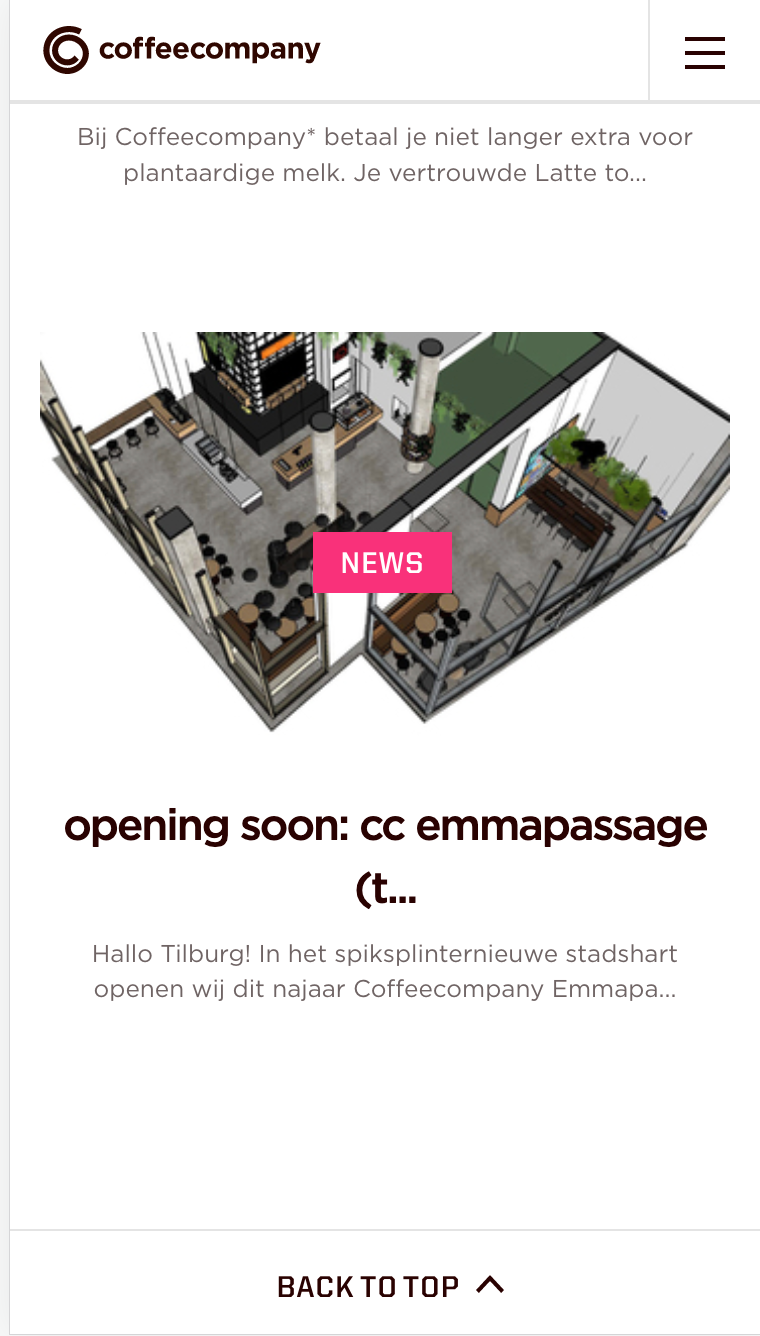 coffeecompany
Bij Coffeecompany* betaal je niet langer extra voor
plantaardige melk. Je vertrouwde Latte to...
NEWS
opening soon: cc emmapassage
(t...
Hallo Tilburg! In het spiksplinternieuwe stadshart
openen wij dit najaar Coffeecompany Emmapa...
BACK TO TOP